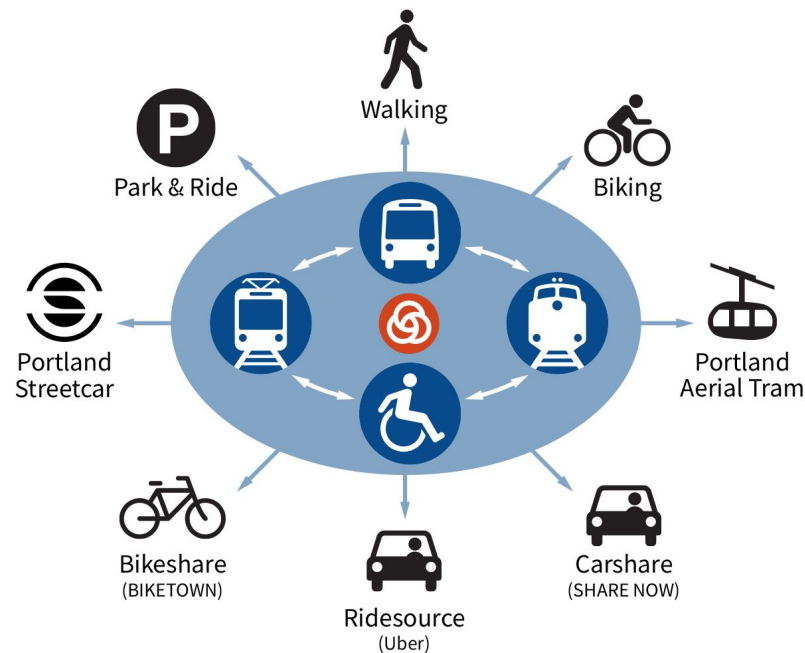 Walking
P
Park & Ride
Biking
Portland
Streetcar
Portland
Aerial Tram
Bikeshare
(BIKETOWN)
Ridesource
(Uber)
Carshare
(SHARE NOW)